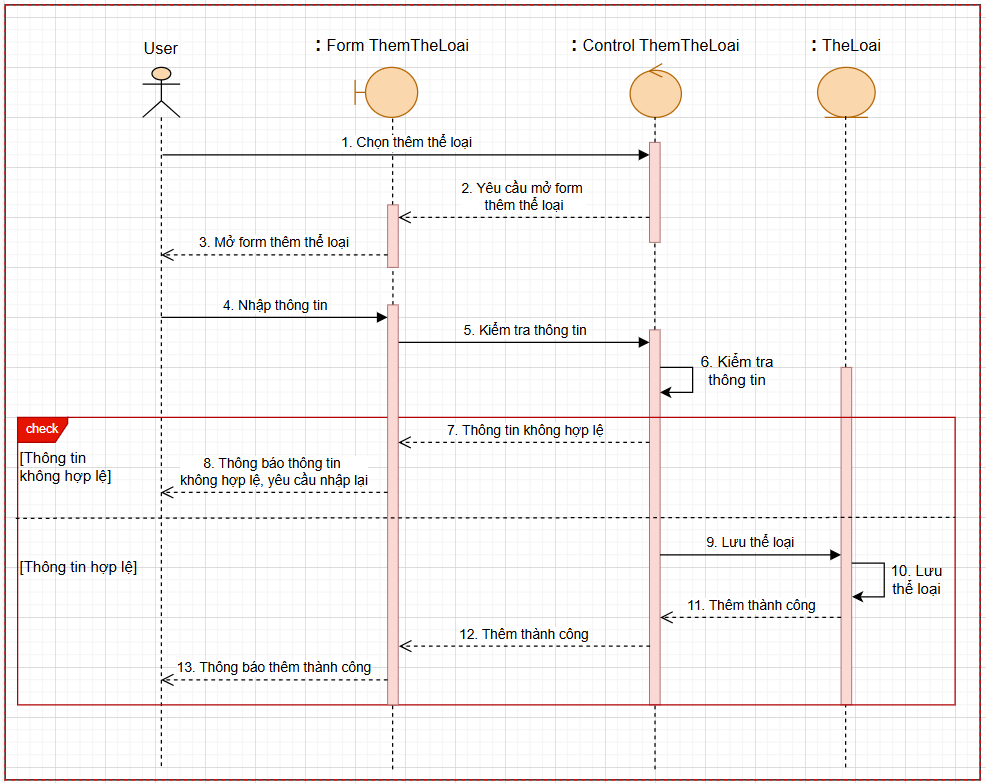 User
: Form ThemTheLoai
: Control ThemTheLoai
: TheLoai
1. Chọn thêm thể loại
2. Yêu cầu mở form
thêm thể loại
3. Mở form thêm thể loại
4. Nhập thông tin
5. Kiểm tra thông tin
6. Kiểm tra
thông tin
check
7. Thông tin không hợp lệ
[Thông tin
không hợp lệ]
8. Thông báo thông tin
không hợp lệ, yêu cầu nhập lại
9. Lưu thể loại
[Thông tin hợp lệ]
10. Lưu
thể loại
11. Thêm thành công
12. Thêm thành công
13. Thông báo thêm thành công